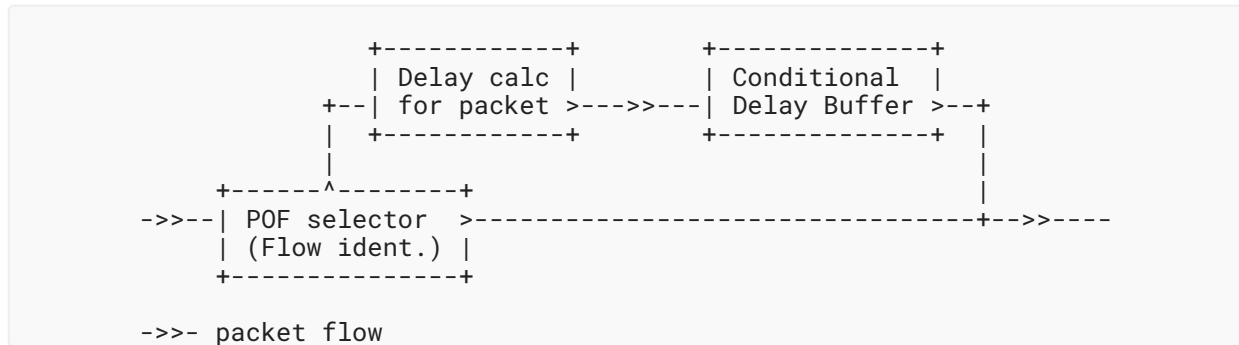 +------------+        +--------------+
                   | Delay calc |        | Conditional  |
                +--| for packet >--->>---| Delay Buffer >--+
                |  +------------+        +--------------+  |
                |                                          |
         +------^--------+                                 |
    ->>--| POF selector  >---------------------------------+-->>----
         | (Flow ident.) |
         +---------------+

    ->>- packet flow